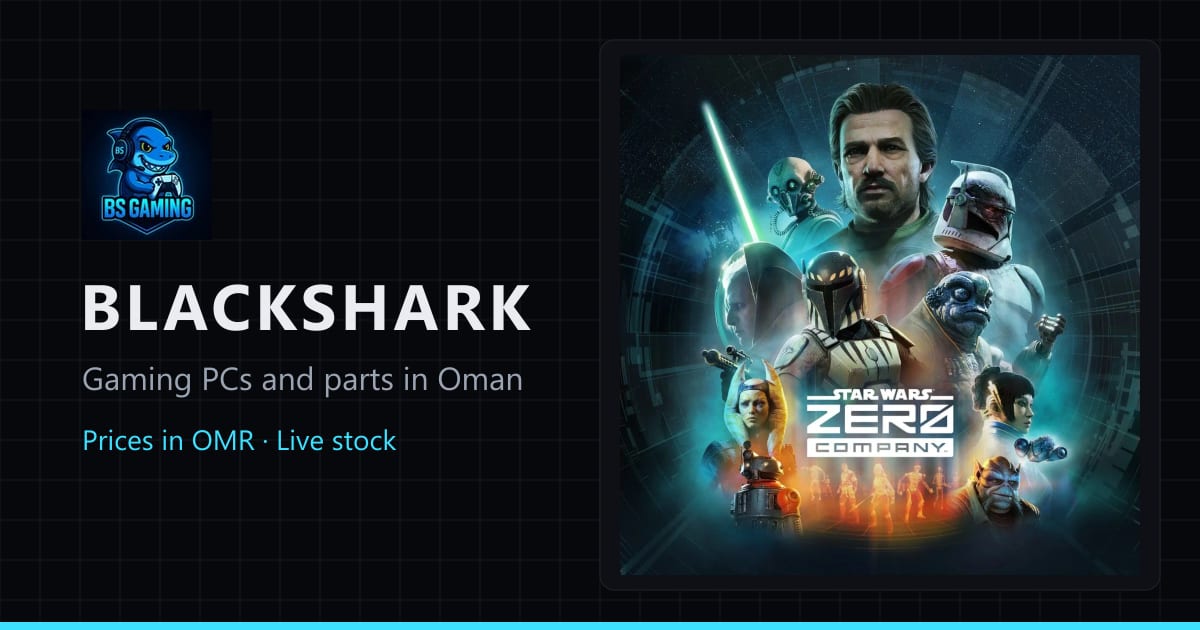 BS
BS GAMING
BLACKSHARK
Gaming PCs and parts in Oman
Prices in OMR · Live stock
STAR WARS
ZERO
COMPANY